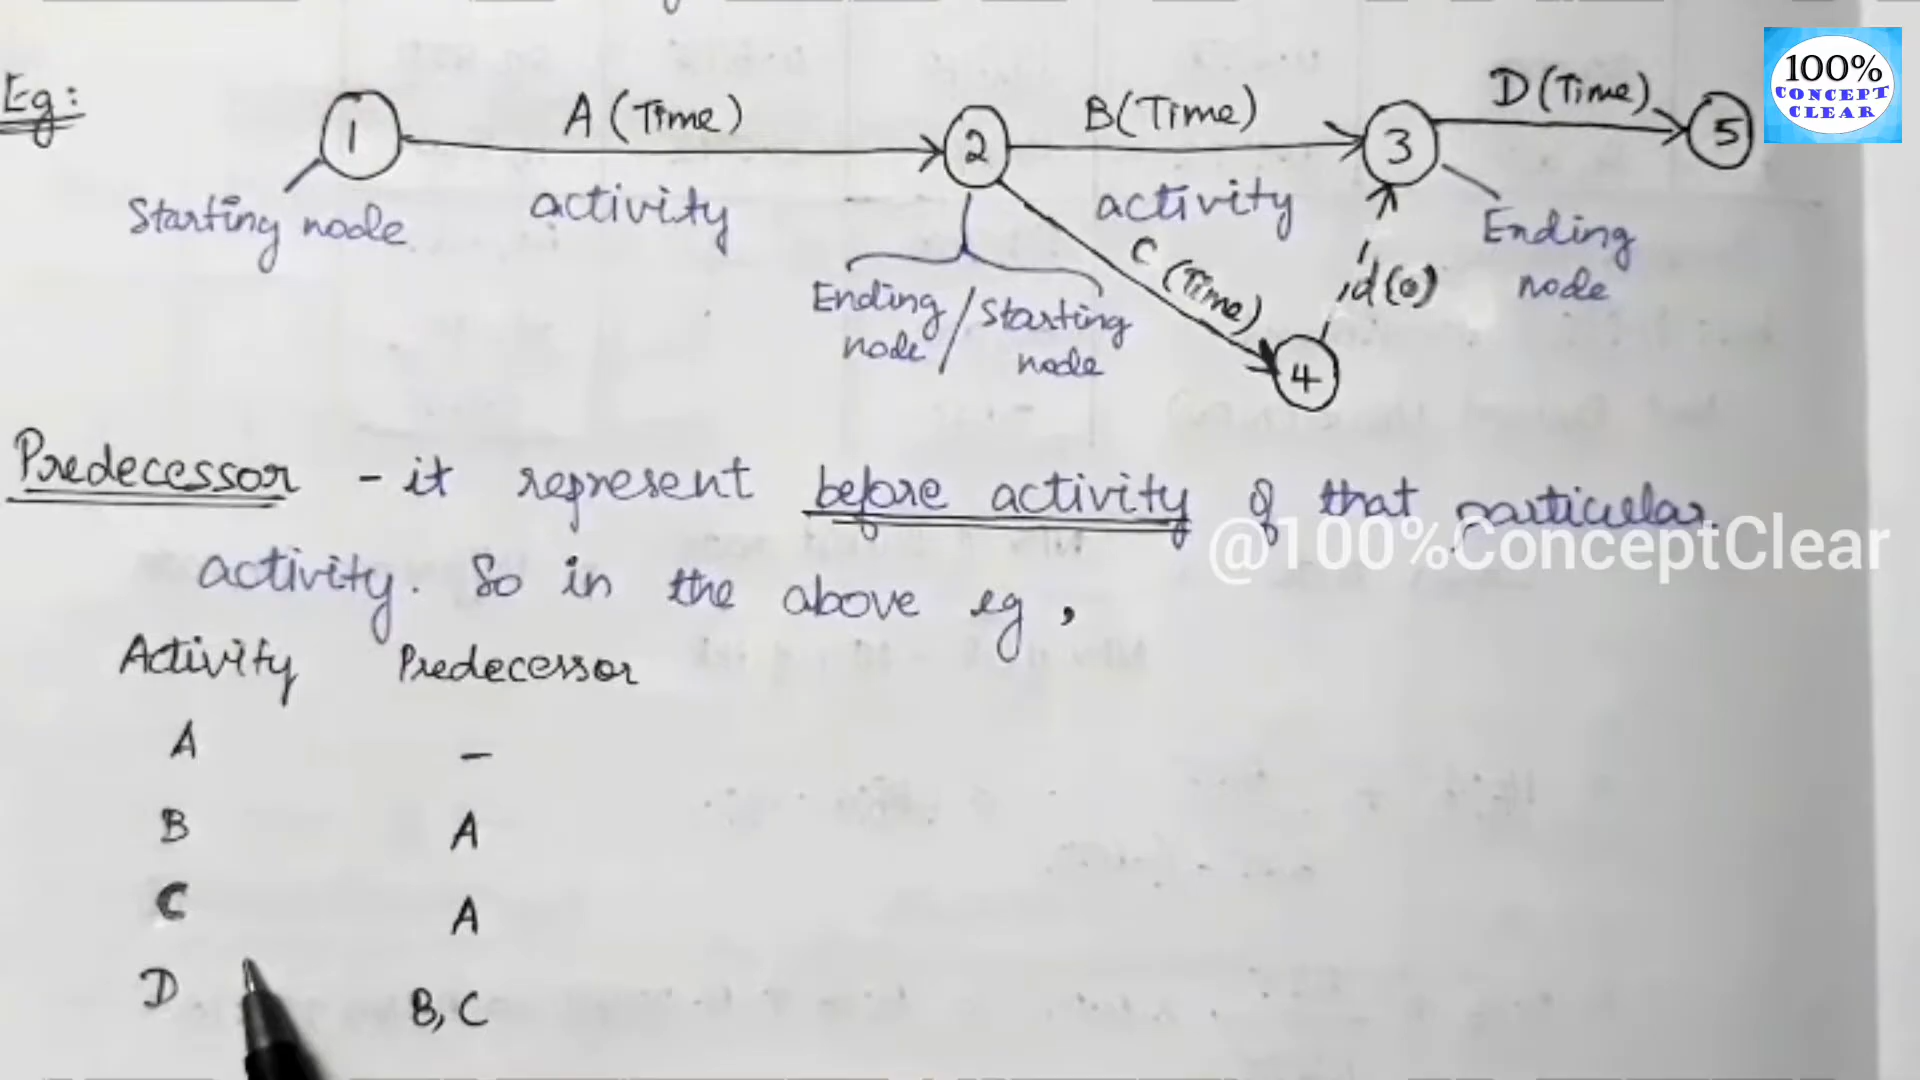 Eg:
1 A (Time) 2 B (Time) 3 D (Time) 5
100%
CONCEPT
CLEAR
Starting node activity activity
C (Time)
d(0)
4
Ending node / Starting node
Ending node
Predecessor - it represent before activity of that particular
@100%ConceptClear
activity. So in the above eg,
Activity Predecessor
A -
B A
C A
D B, C